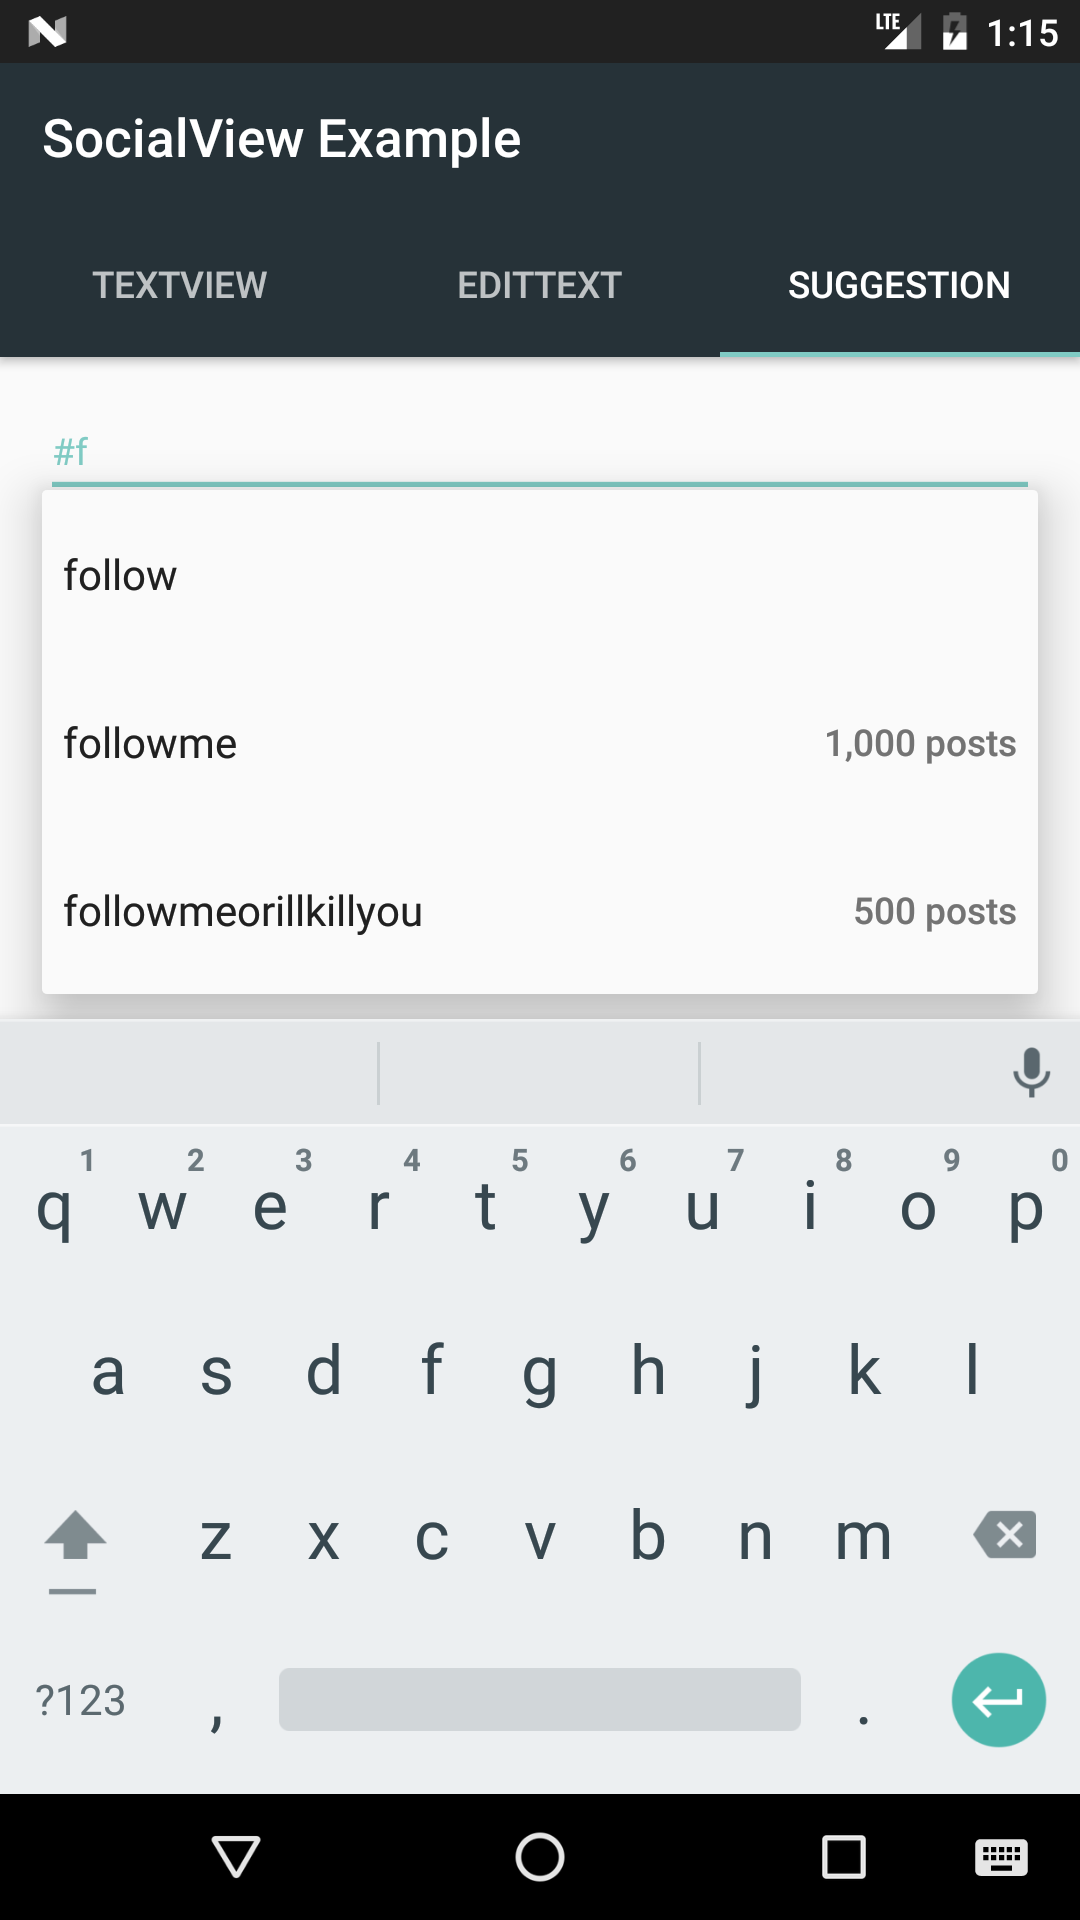 LTE 1:15
SocialView Example
TEXTVIEW EDITTEXT SUGGESTION
#f
follow
followme 1,000 posts
followmeorillkillyou 500 posts
1 2 3 4 5 6 7 8 9 0
q w e r t y u i o p
a s d f g h j k l
z x c v b n m
?123 , .